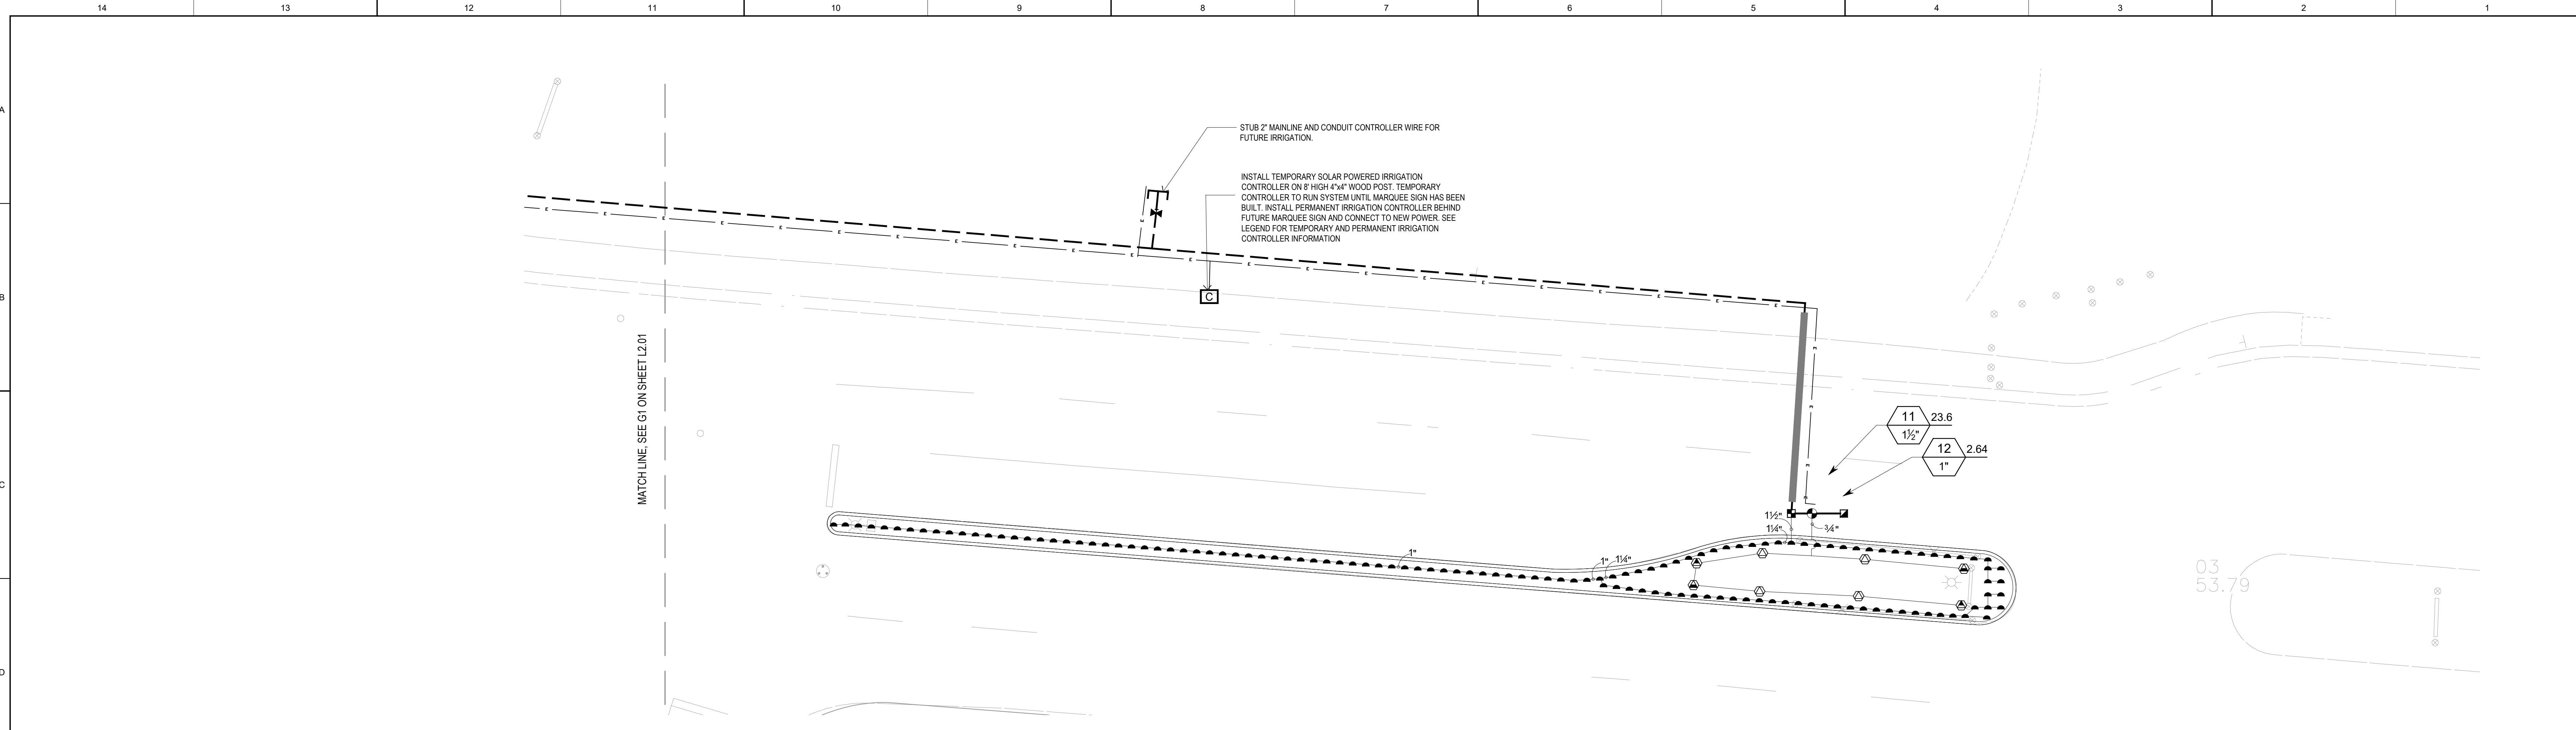 14 13 12 11 10 9 8 7 6 5 4 3 2 1
A
STUB 2" MAINLINE AND CONDUIT CONTROLLER WIRE FOR
FUTURE IRRIGATION.
INSTALL TEMPORARY SOLAR POWERED IRRIGATION
CONTROLLER ON 8' HIGH 4"x4" WOOD POST. TEMPORARY
CONTROLLER TO RUN SYSTEM UNTIL MARQUEE SIGN HAS BEEN
BUILT. INSTALL PERMANENT IRRIGATION CONTROLLER BEHIND
FUTURE MARQUEE SIGN AND CONNECT TO NEW POWER. SEE
LEGEND FOR TEMPORARY AND PERMANENT IRRIGATION
CONTROLLER INFORMATION
B
C
MATCH LINE, SEE G1 ON SHEET L2.01
11 23.6
1½"
12 2.64
1"
C
1½"
1¼"
¾"
1"
1" 1¼"
03
53.79
D